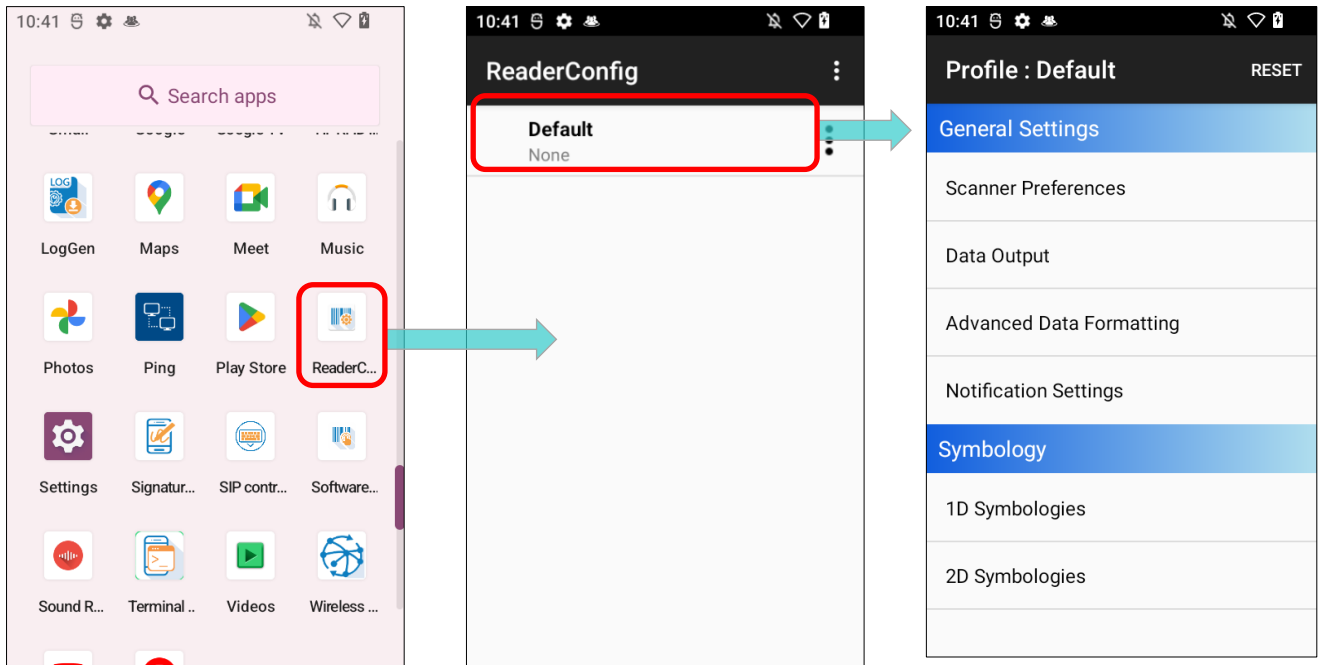 10:41
Search apps
LOG
LogGen
Maps
Meet
Music
Photos
Ping
Play Store
ReaderC...
Settings
Signatur...
SIP contr...
Software...
Sound R...
Terminal ..
Videos
Wireless ...
10:41
ReaderConfig
Default
None
10:41
Profile : Default
RESET
General Settings
Scanner Preferences
Data Output
Advanced Data Formatting
Notification Settings
Symbology
1D Symbologies
2D Symbologies